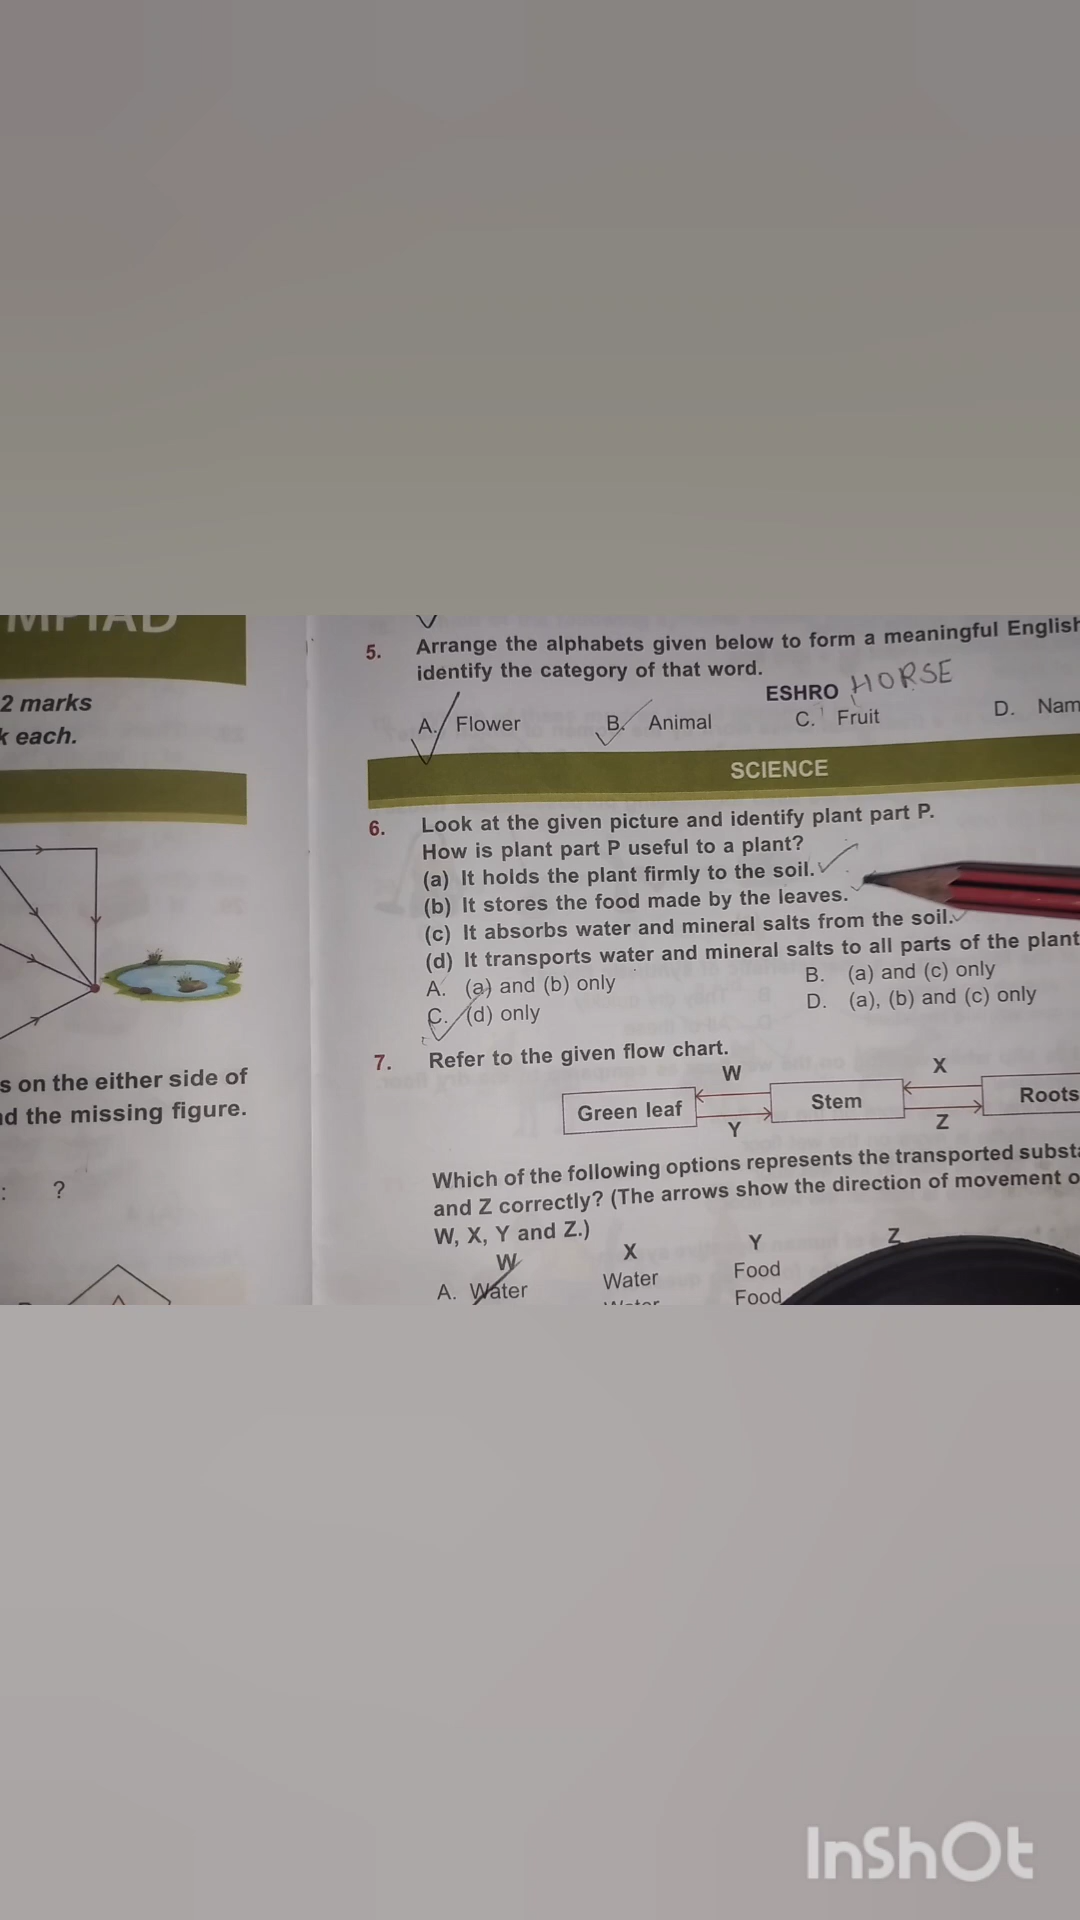 MPIAD
2 marks
k each.
s on the either side of
nd the missing figure.
: ?
5. Arrange the alphabets given below to form a meaningful English
identify the category of that word.
ESHRO HORSE
A. Flower B. Animal C. Fruit D. Nam
SCIENCE
6. Look at the given picture and identify plant part P.
How is plant part P useful to a plant?
(a) It holds the plant firmly to the soil.
(b) It stores the food made by the leaves.
(c) It absorbs water and mineral salts from the soil.
(d) It transports water and mineral salts to all parts of the plant
A. (a) and (b) only B. (a) and (c) only
C. (d) only D. (a), (b) and (c) only
7. Refer to the given flow chart.
W X
Green leaf Stem Roots
Y Z
Which of the following options represents the transported subst
and Z correctly? (The arrows show the direction of movement o
W, X, Y and Z.)
W X Y Z
A. Water Water Food
Water Food
InShOt